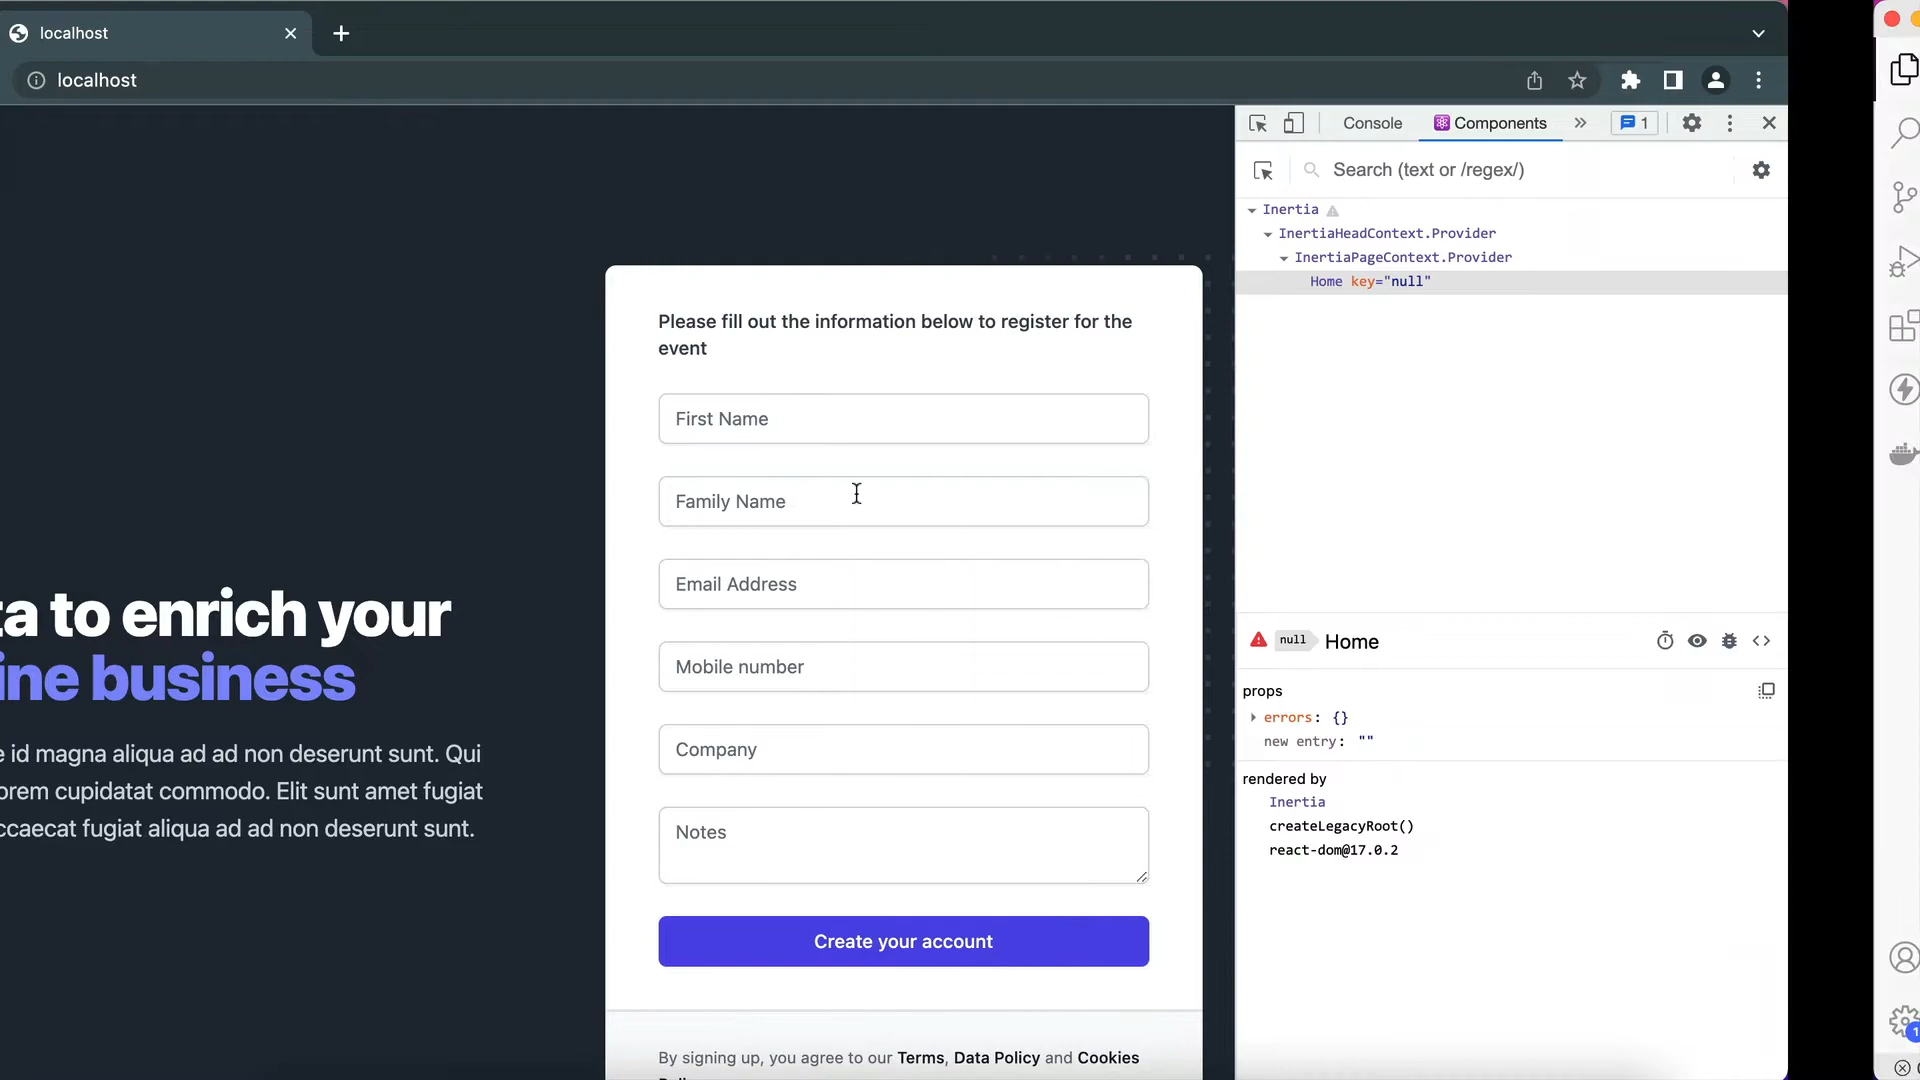 localhost
localhost
Console
Components
1
Search (text or /regex/)
Inertia
InertiaHeadContext.Provider
InertiaPageContext.Provider
Home key="null"
Please fill out the information below to register for the
event
First Name
Family Name
Email Address
Mobile number
Company
Notes
Create your account
By signing up, you agree to our Terms, Data Policy and Cookies
ta to enrich your
ine business
e id magna aliqua ad ad non deserunt sunt. Qui
orem cupidatat commodo. Elit sunt amet fugiat
ccaecat fugiat aliqua ad ad non deserunt sunt.
null Home
props
errors: {}
new entry: ""
rendered by
Inertia
createLegacyRoot()
react-dom@17.0.2
1